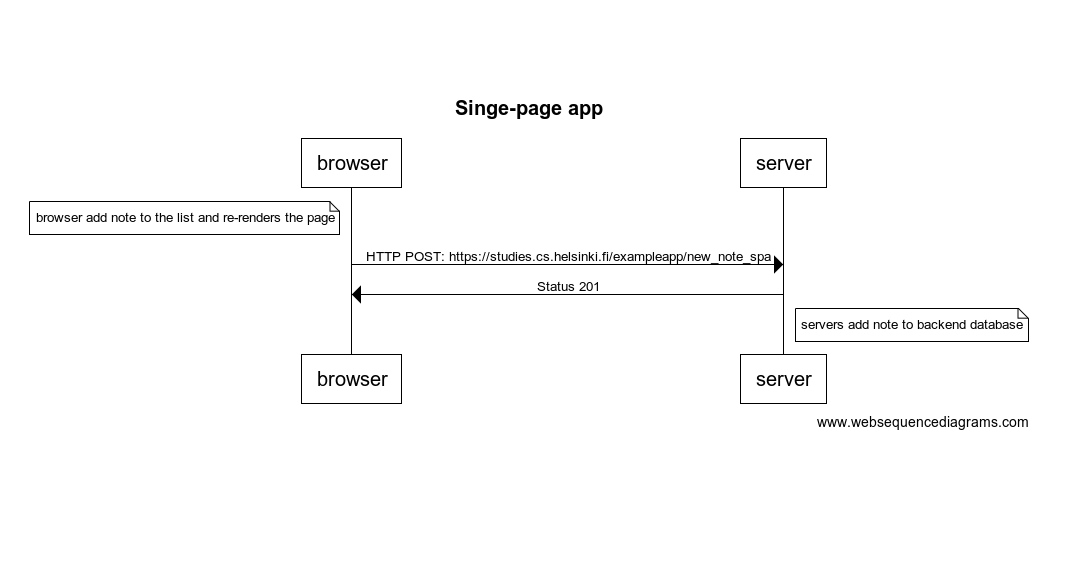 Singe-page app
browser
server
browser add note to the list and re-renders the page
HTTP POST: https://studies.cs.helsinki.fi/exampleapp/new_note_spa
Status 201
servers add note to backend database
browser
server
www.websequencediagrams.com